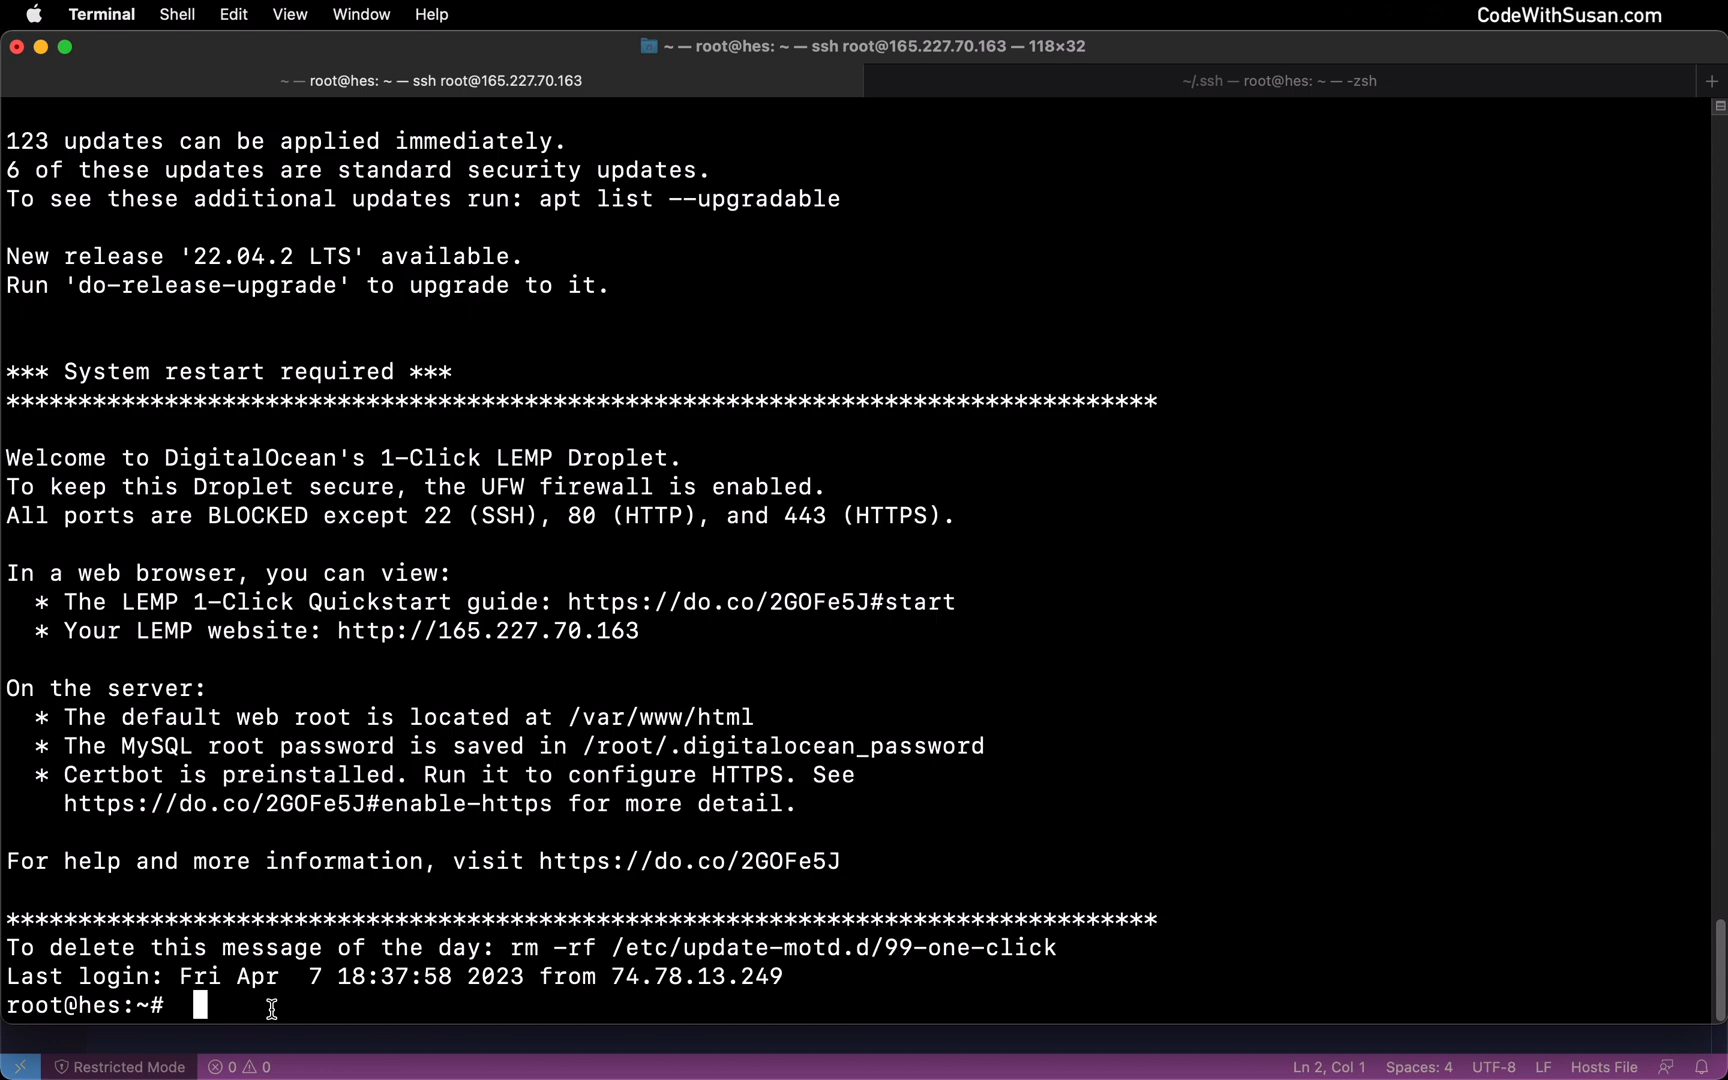 Terminal Shell Edit View Window Help CodeWithSusan.com
~ — root@hes: ~ — ssh root@165.227.70.163 — 118×32
~ — root@hes: ~ — ssh root@165.227.70.163 ~/.ssh — root@hes: ~ — -zsh +
123 updates can be applied immediately.
6 of these updates are standard security updates.
To see these additional updates run: apt list --upgradable
New release '22.04.2 LTS' available.
Run 'do-release-upgrade' to upgrade to it.
*** System restart required ***
********************************************************************************
Welcome to DigitalOcean's 1-Click LEMP Droplet.
To keep this Droplet secure, the UFW firewall is enabled.
All ports are BLOCKED except 22 (SSH), 80 (HTTP), and 443 (HTTPS).
In a web browser, you can view:
* The LEMP 1-Click Quickstart guide: https://do.co/2GOFe5J#start
* Your LEMP website: http://165.227.70.163
On the server:
* The default web root is located at /var/www/html
* The MySQL root password is saved in /root/.digitalocean_password
* Certbot is preinstalled. Run it to configure HTTPS. See
https://do.co/2GOFe5J#enable-https for more detail.
For help and more information, visit https://do.co/2GOFe5J
********************************************************************************
To delete this message of the day: rm -rf /etc/update-motd.d/99-one-click
Last login: Fri Apr  7 18:37:58 2023 from 74.78.13.249
root@hes:~#
Restricted Mode 0 0 Ln 2, Col 1 Spaces: 4 UTF-8 LF Hosts File